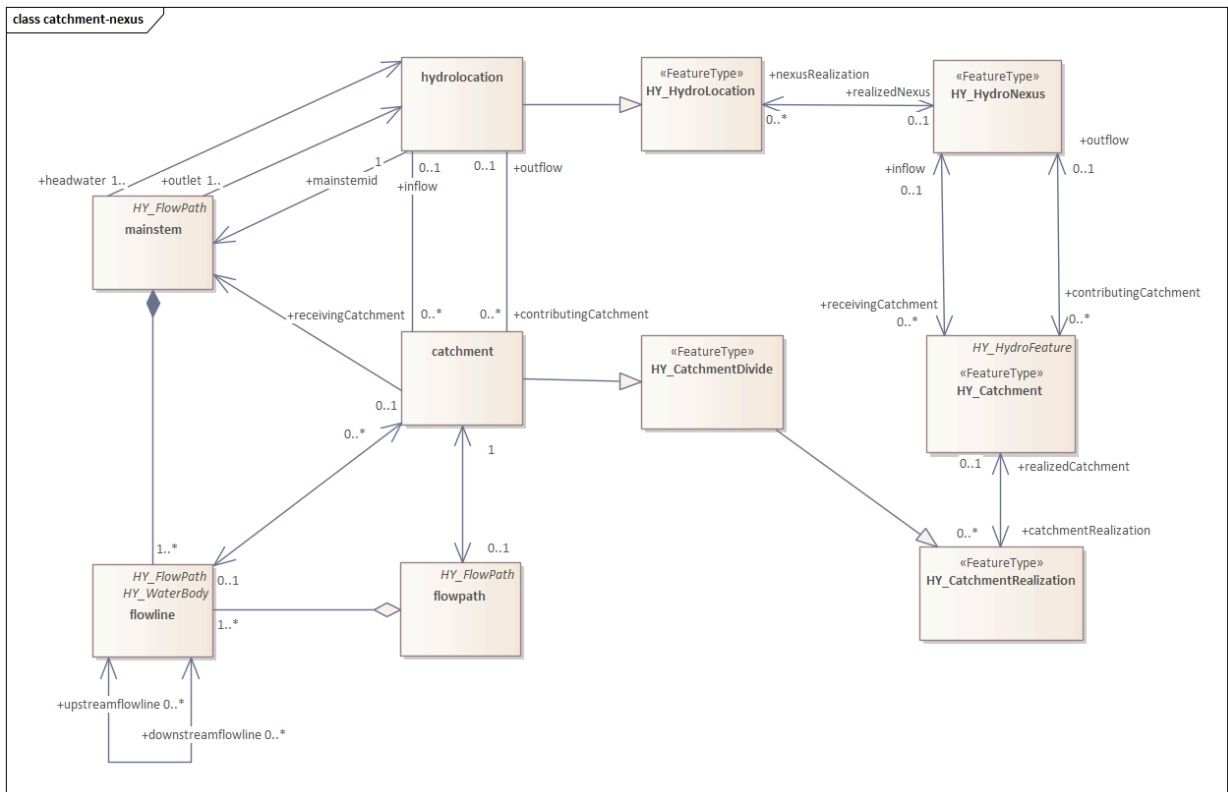 class catchment-nexus
hydrolocation
«FeatureType»
HY_HydroLocation
+nexusRealization
+realizedNexus
0..*
0..1
«FeatureType»
HY_HydroNexus
+headwater 1..
+outlet 1..
1
+mainstemid
0..1
+inflow
0..1
+outflow
+inflow
0..1
+outflow
0..1
HY_FlowPath
mainstem
+receivingCatchment
0..*
0..*
+contributingCatchment
+receivingCatchment
0..*
+contributingCatchment
0..*
catchment
«FeatureType»
HY_CatchmentDivide
HY_HydroFeature
«FeatureType»
HY_Catchment
0..1
0..*
1
0..1
+realizedCatchment
0..*
+catchmentRealization
1..*
0..1
0..1
HY_FlowPath
HY_WaterBody
flowline
1..*
HY_FlowPath
flowpath
«FeatureType»
HY_CatchmentRealization
+upstreamflowline 0..*
+downstreamflowline 0..*